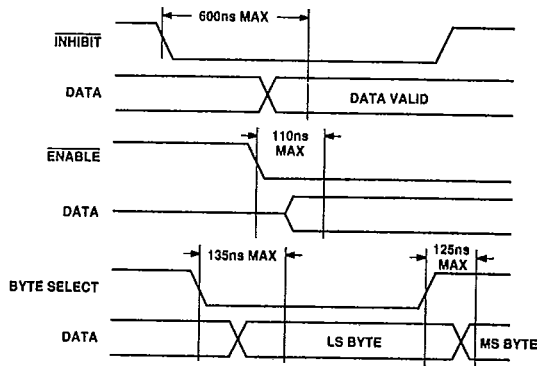 600ns MAX
INHIBIT
DATA
DATA VALID
110ns
MAX
ENABLE
DATA
135ns MAX
125ns
MAX
BYTE SELECT
DATA
LS BYTE
MS BYTE